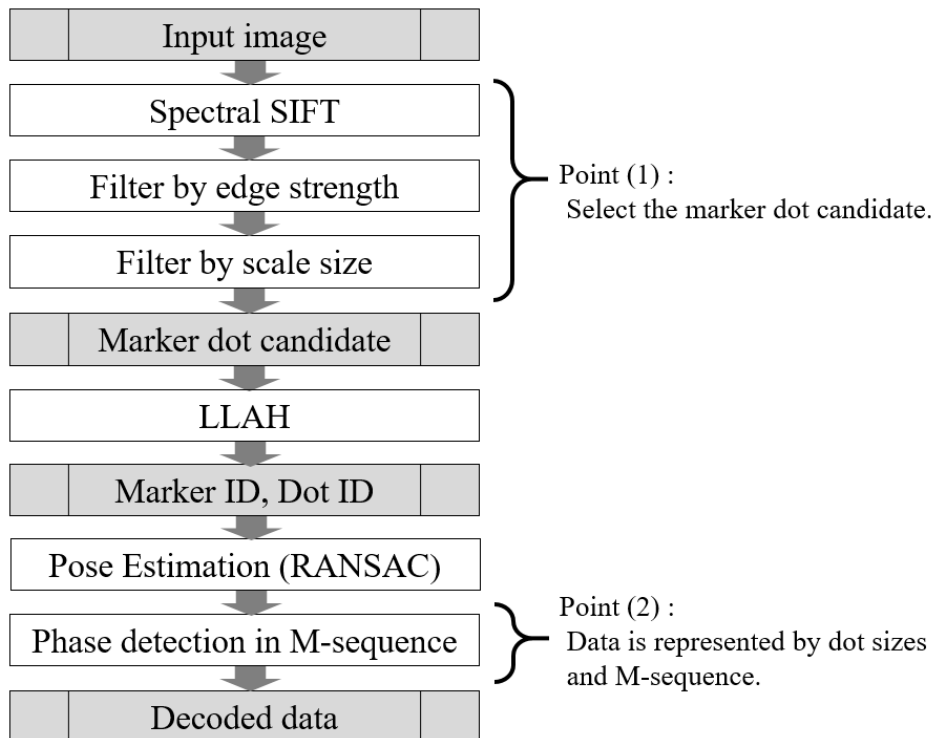 Input image
Spectral SIFT
Filter by edge strength
Filter by scale size
Point (1) :
Select the marker dot candidate.
Marker dot candidate
LLAH
Marker ID, Dot ID
Pose Estimation (RANSAC)
Phase detection in M-sequence
Point (2) :
Data is represented by dot sizes
and M-sequence.
Decoded data